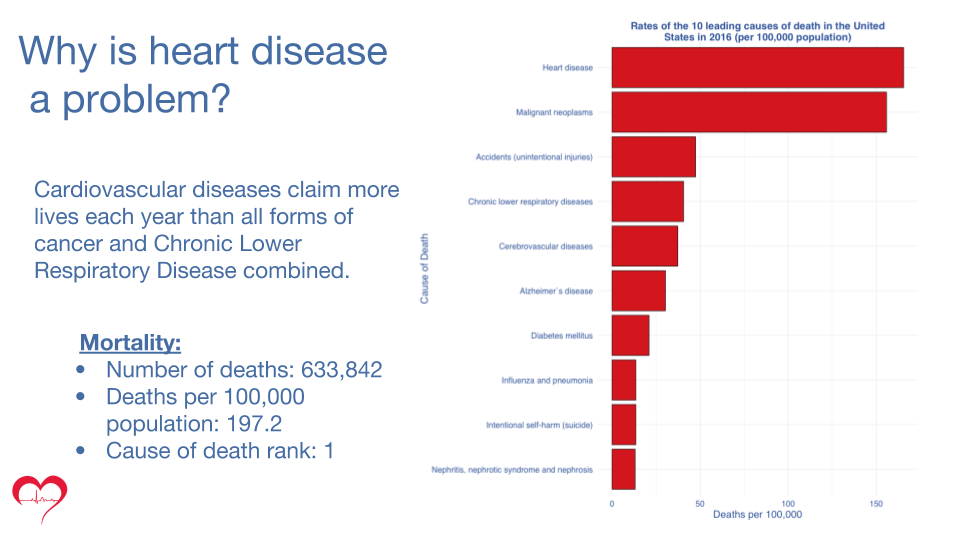 Why is heart disease
a problem?
Cardiovascular diseases claim more
lives each year than all forms of
cancer and Chronic Lower
Respiratory Disease combined.
Mortality:
• Number of deaths: 633,842
• Deaths per 100,000
population: 197.2
• Cause of death rank: 1
Rates of the 10 leading causes of death in the United
States in 2016 (per 100,000 population)
Cause of Death
Heart disease
Malignant neoplasms
Accidents (unintentional injuries)
Chronic lower respiratory diseases
Cerebrovascular diseases
Alzheimer`s disease
Diabetes mellitus
Influenza and pneumonia
Intentional self-harm (suicide)
Nephritis, nephrotic syndrome and nephrosis
0 50 100 150
Deaths per 100,000